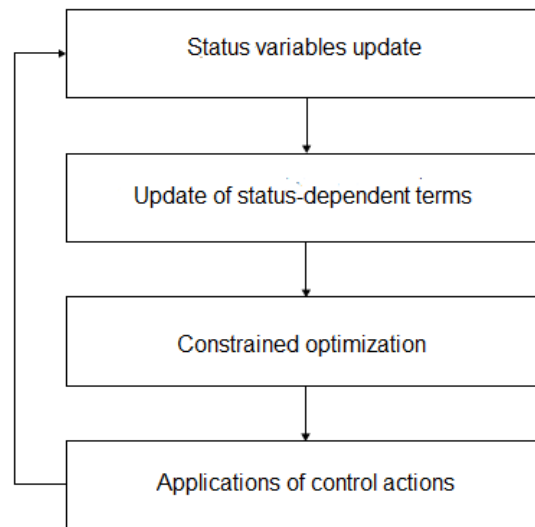 Status variables update
Update of status-dependent terms
Constrained optimization
Applications of control actions